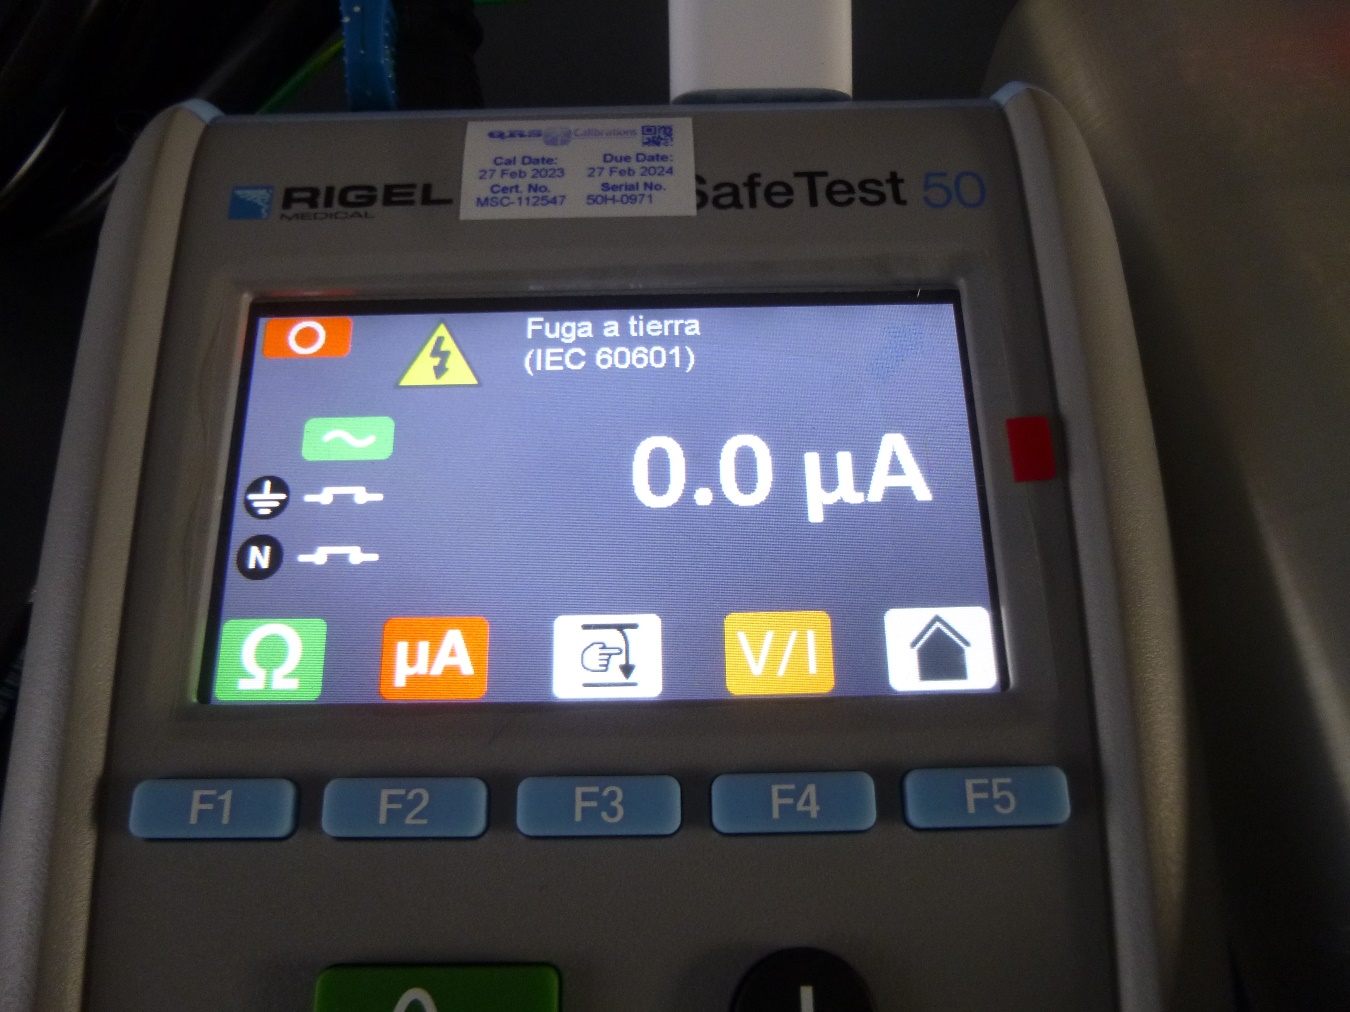 QRS Calibrations
Cal Date: Due Date:
27 Feb 2023 27 Feb 2024
Cert. No. Serial No.
MSC-112547 50H-0971
RIGEL
MEDICAL
SafeTest 50
Fuga a tierra
(IEC 60601)
0.0 µA
N
Ω µA V/I
F1 F2 F3 F4 F5